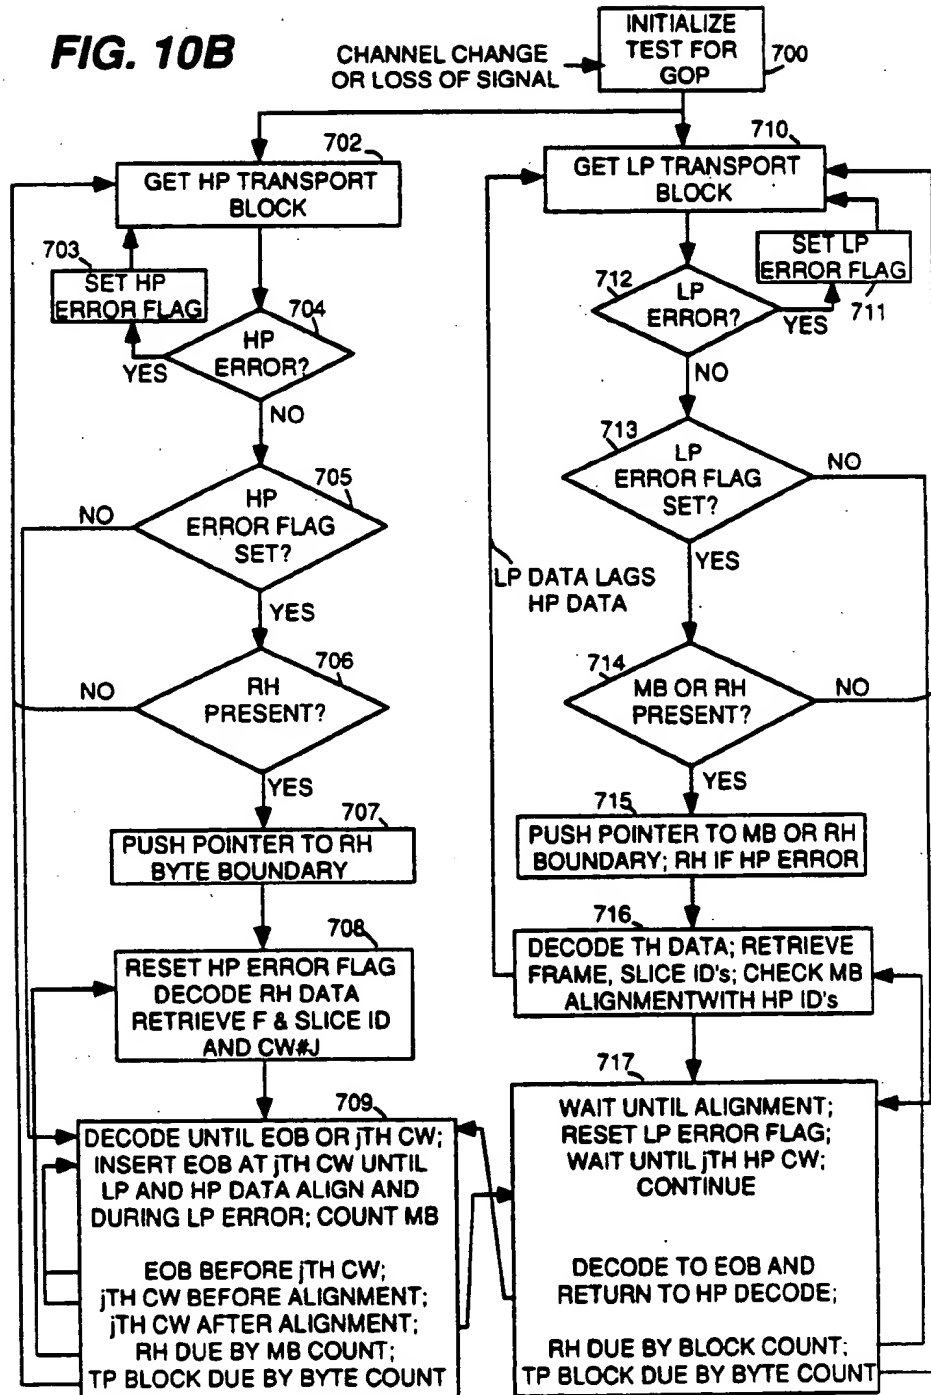 FIG. 10B
CHANNEL CHANGE
OR LOSS OF SIGNAL
INITIALIZE
TEST FOR
GOP
700
702
GET HP TRANSPORT
BLOCK
703
SET HP
ERROR FLAG
704
HP
ERROR?
YES
NO
705
HP
ERROR FLAG
SET?
NO
YES
706
RH
PRESENT?
NO
YES
707
PUSH POINTER TO RH
BYTE BOUNDARY
708
RESET HP ERROR FLAG
DECODE RH DATA
RETRIEVE F & SLICE ID
AND CW#J
709
DECODE UNTIL EOB OR jTH CW;
INSERT EOB AT jTH CW UNTIL
LP AND HP DATA ALIGN AND
DURING LP ERROR; COUNT MB
EOB BEFORE jTH CW;
jTH CW BEFORE ALIGNMENT;
jTH CW AFTER ALIGNMENT;
RH DUE BY MB COUNT;
TP BLOCK DUE BY BYTE COUNT
710
GET LP TRANSPORT
BLOCK
SET LP
ERROR FLAG
711
712
LP
ERROR?
YES
NO
713
LP
ERROR FLAG
SET?
NO
YES
LP DATA LAGS
HP DATA
714
MB OR RH
PRESENT?
NO
YES
715
PUSH POINTER TO MB OR RH
BOUNDARY; RH IF HP ERROR
716
DECODE TH DATA; RETRIEVE
FRAME, SLICE ID's; CHECK MB
ALIGNMENTWITH HP ID's
717
WAIT UNTIL ALIGNMENT;
RESET LP ERROR FLAG;
WAIT UNTIL jTH HP CW;
CONTINUE
DECODE TO EOB AND
RETURN TO HP DECODE;
RH DUE BY BLOCK COUNT;
TP BLOCK DUE BY BYTE COUNT